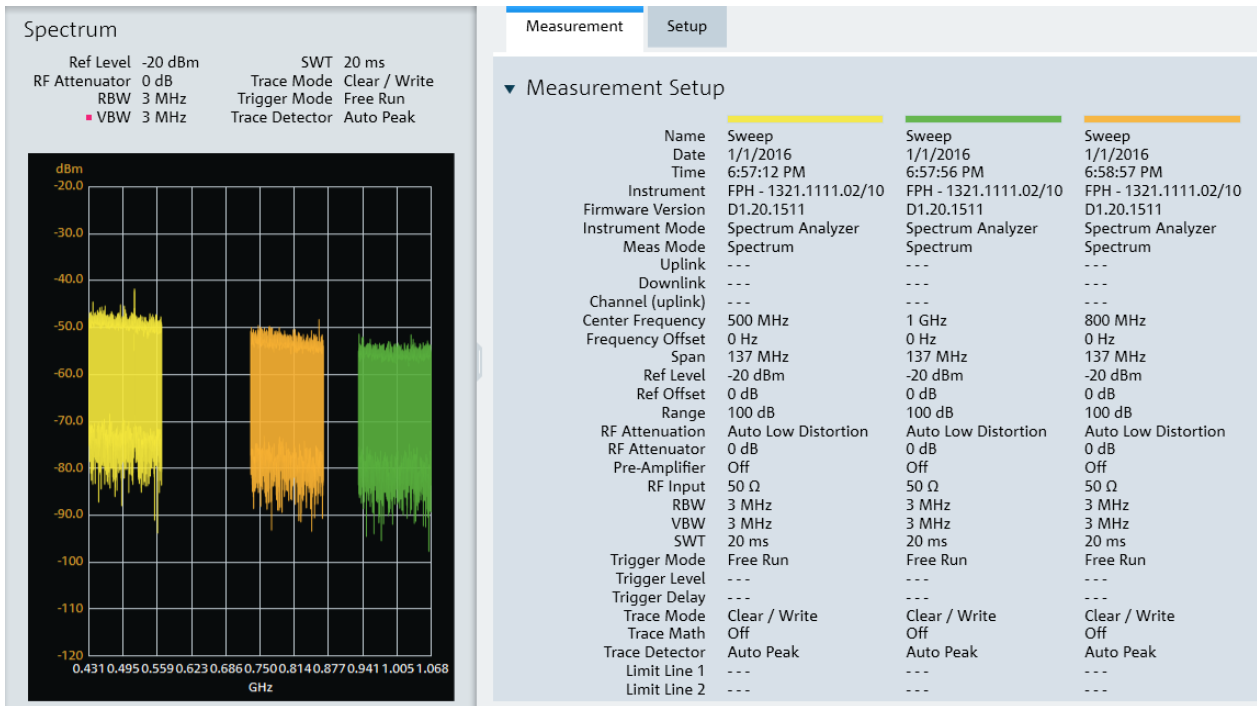 Spectrum
Ref Level -20 dBm SWT 20 ms
RF Attenuator 0 dB Trace Mode Clear / Write
RBW 3 MHz Trigger Mode Free Run
VBW 3 MHz Trace Detector Auto Peak
dBm
-20.0
-30.0
-40.0
-50.0
-60.0
-70.0
-80.0
-90.0
-100
-110
-120
0.431 0.495 0.559 0.623 0.686 0.750 0.814 0.877 0.941 1.005 1.068
GHz
Measurement Setup
Measurement Setup
Name Sweep Sweep Sweep
Date 1/1/2016 1/1/2016 1/1/2016
Time 6:57:12 PM 6:57:56 PM 6:58:57 PM
Instrument FPH - 1321.1111.02/10 FPH - 1321.1111.02/10 FPH - 1321.1111.02/10
Firmware Version D1.20.1511 D1.20.1511 D1.20.1511
Instrument Mode Spectrum Analyzer Spectrum Analyzer Spectrum Analyzer
Meas Mode Spectrum Spectrum Spectrum
Uplink - - - - - - - - -
Downlink - - - - - - - - -
Channel (uplink) - - - - - - - - -
Center Frequency 500 MHz 1 GHz 800 MHz
Frequency Offset 0 Hz 0 Hz 0 Hz
Span 137 MHz 137 MHz 137 MHz
Ref Level -20 dBm -20 dBm -20 dBm
Ref Offset 0 dB 0 dB 0 dB
Range 100 dB 100 dB 100 dB
RF Attenuation Auto Low Distortion Auto Low Distortion Auto Low Distortion
RF Attenuator 0 dB 0 dB 0 dB
Pre-Amplifier Off Off Off
RF Input 50 Ω 50 Ω 50 Ω
RBW 3 MHz 3 MHz 3 MHz
VBW 3 MHz 3 MHz 3 MHz
SWT 20 ms 20 ms 20 ms
Trigger Mode Free Run Free Run Free Run
Trigger Level - - - - - - - - -
Trigger Delay - - - - - - - - -
Trace Mode Clear / Write Clear / Write Clear / Write
Trace Math Off Off Off
Trace Detector Auto Peak Auto Peak Auto Peak
Limit Line 1 - - - - - - - - -
Limit Line 2 - - - - - - - - -